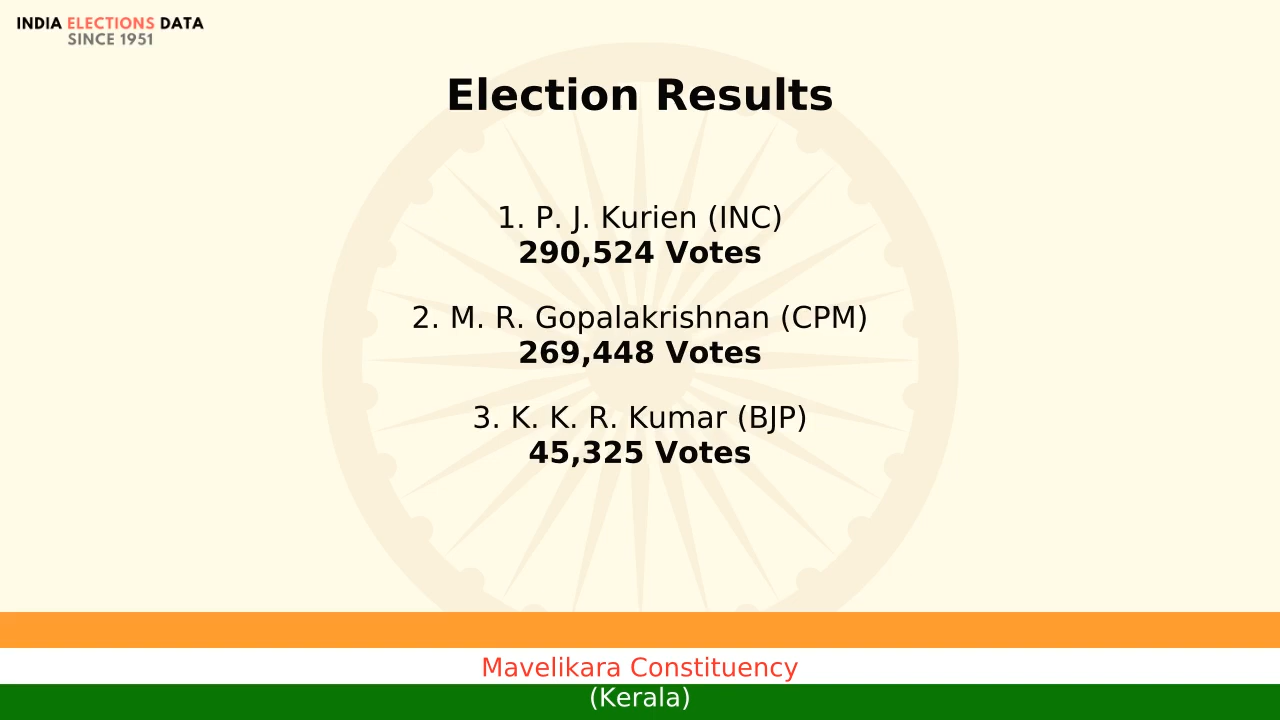 INDIA ELECTIONS DATA
SINCE 1951
Election Results
1. P. J. Kurien (INC)
290,524 Votes
2. M. R. Gopalakrishnan (CPM)
269,448 Votes
3. K. K. R. Kumar (BJP)
45,325 Votes
Mavelikara Constituency
(Kerala)